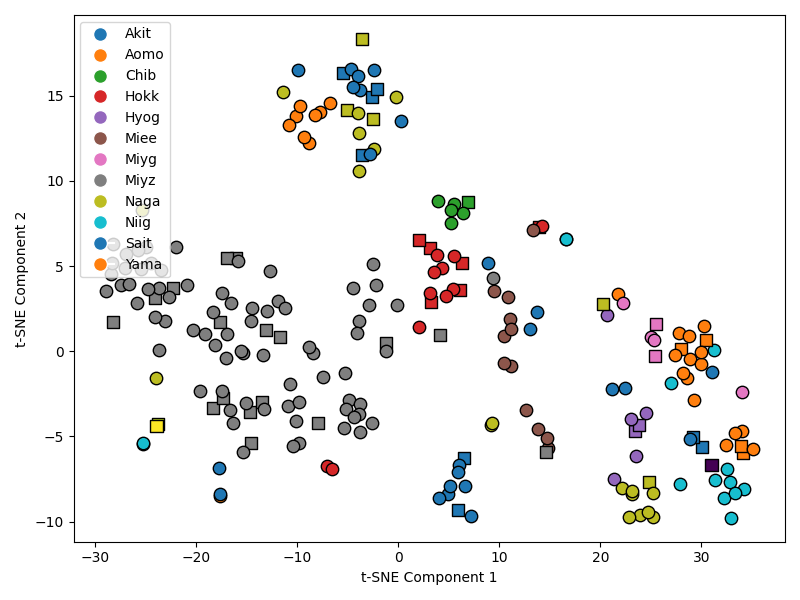 Akit
Aomo
Chib
Hokk
Hyog
Miee
Miyg
Miyz
Naga
Niig
Sait
Yama
t-SNE Component 2
15
10
5
0
−5
−10
−30
−20
−10
0
10
20
30
t-SNE Component 1